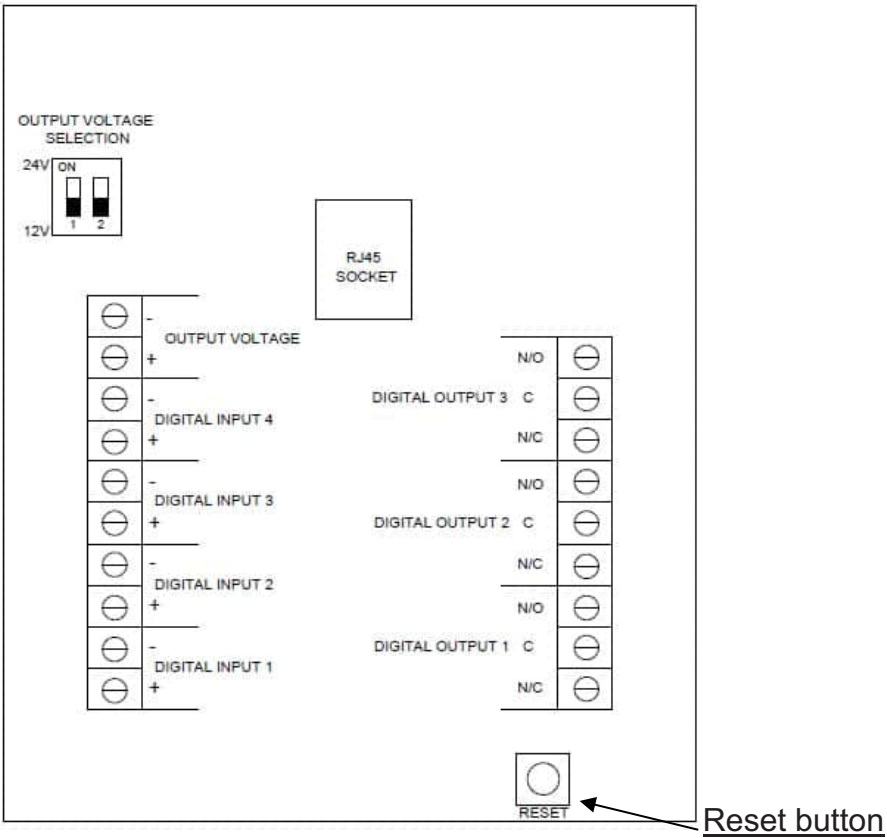 OUTPUT VOLTAGE
SELECTION
24V
ON
1 2
12V
RJ45
SOCKET
-
OUTPUT VOLTAGE
+
-
DIGITAL INPUT 4
+
-
DIGITAL INPUT 3
+
-
DIGITAL INPUT 2
+
-
DIGITAL INPUT 1
+
N/O
DIGITAL OUTPUT 3 C
N/C
N/O
DIGITAL OUTPUT 2 C
N/C
N/O
DIGITAL OUTPUT 1 C
N/C
RESET
Reset button